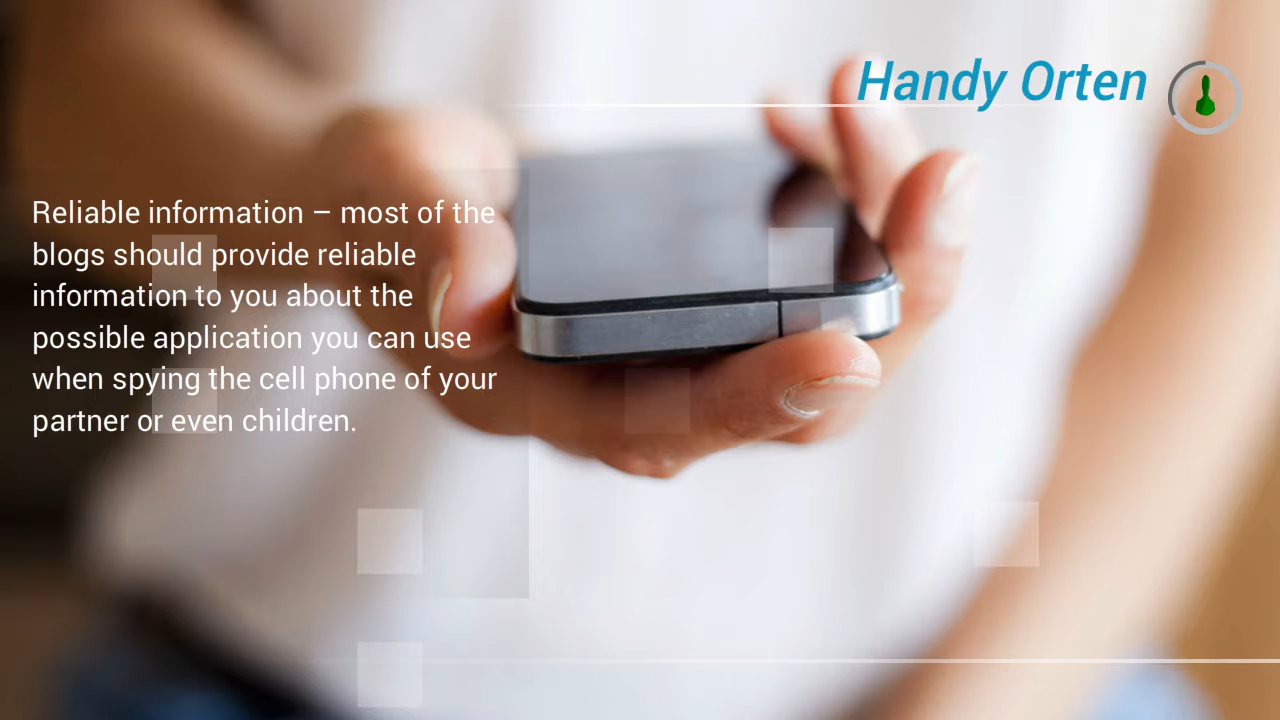 Handy Orten
Reliable information – most of the
blogs should provide reliable
information to you about the
possible application you can use
when spying the cell phone of your
partner or even children.